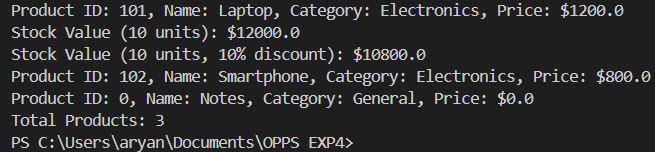 Product ID: 101, Name: Laptop, Category: Electronics, Price: $1200.0
Stock Value (10 units): $12000.0
Stock Value (10 units, 10% discount): $10800.0
Product ID: 102, Name: Smartphone, Category: Electronics, Price: $800.0
Product ID: 0, Name: Notes, Category: General, Price: $0.0
Total Products: 3
PS C:\Users\aryan\Documents\OPPS EXP4>